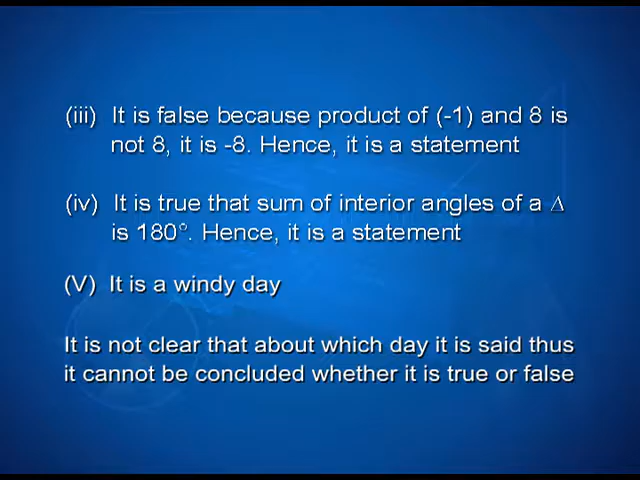 (iii) It is false because product of (-1) and 8 is
not 8, it is -8. Hence, it is a statement
(iv) It is true that sum of interior angles of a Δ
is 180°. Hence, it is a statement
(V) It is a windy day
It is not clear that about which day it is said thus
it cannot be concluded whether it is true or false